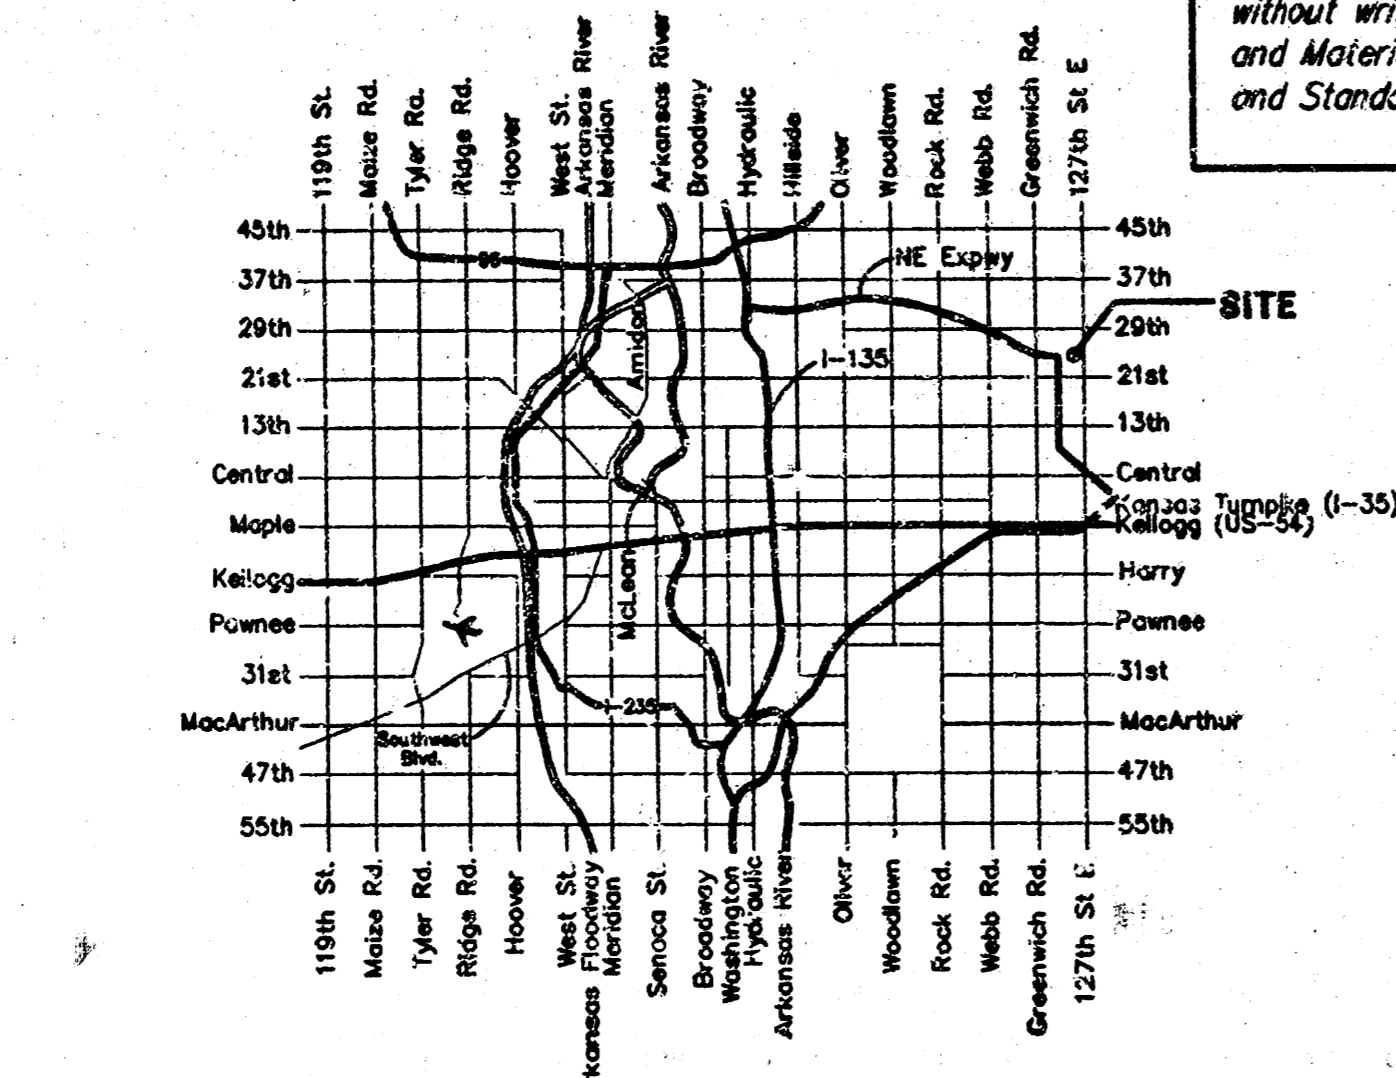 without wri
and Materi
and Standa
119th St.
Maize Rd.
Tyler Rd.
Ridge Rd.
Hoover
West St.
Arkansas River
Meridian
Arkansas River
Broadway
Hydraulic
Hillside
Oliver
Woodlawn
Rock Rd.
Webb Rd.
Greenwich Rd.
127th St E
45th
37th
29th
21st
13th
Central
Maple
Kellogg
Pawnee
31st
MacArthur
47th
55th
96
Amidon
NE Expwy
I-135
SITE
McLean
I-235
Southwest
Blvd.
45th
37th
29th
21st
13th
Central
Kansas Turnpike (I-35)
Kellogg (US-54)
Harry
Pawnee
31st
MacArthur
47th
55th
119th St.
Maize Rd.
Tyler Rd.
Ridge Rd.
Hoover
West St.
kansas Floodway
Meridian
Seneca St.
Broadway
Washington
Hydraulic
Arkansas River
Oliver
Woodlawn
Rock Rd.
Webb Rd.
Greenwich Rd.
127th St E.